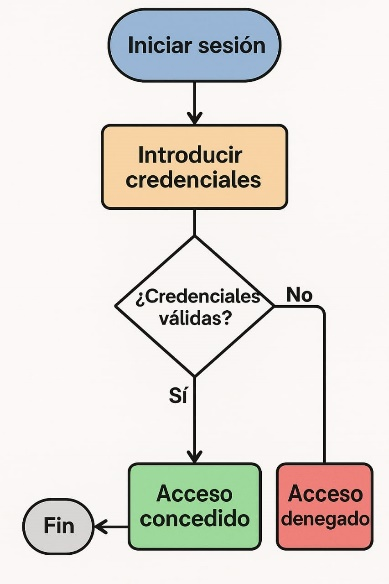 Iniciar sesión
Introducir
credenciales
¿Credenciales
válidas?
No
Sí
Acceso
concedido
Acceso
denegado
Fin